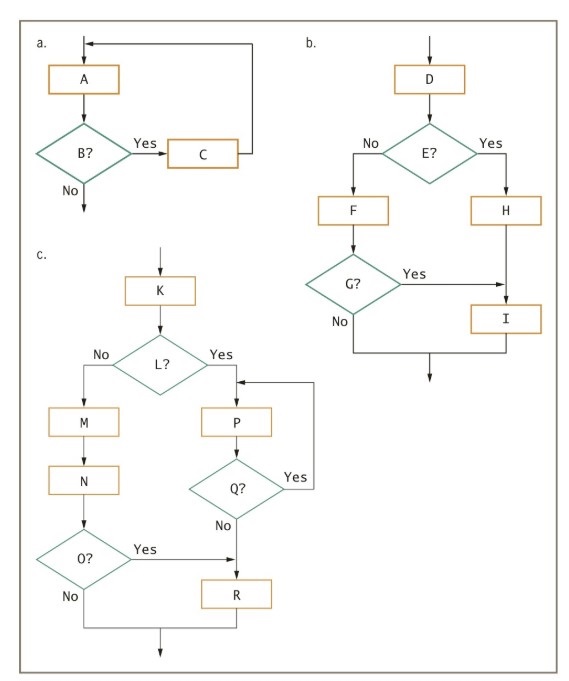 a.
A
B?
Yes
C
No
b.
D
No
E?
Yes
F
H
G?
Yes
No
I
c.
K
No
L?
Yes
M
P
N
Q?
Yes
No
O?
Yes
No
R